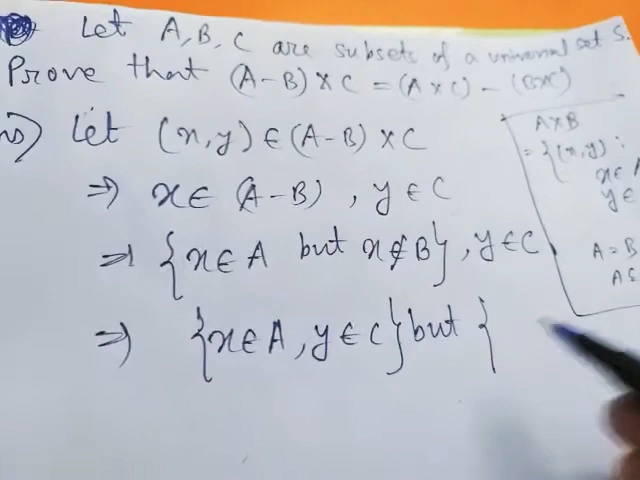 Let A, B, C are subsets of a universal set S.
Prove that (A-B) × C = (A × C) - (B×C)
Let (x,y) ∈ (A-B) × C
⇒ x ∈ (A-B) , y ∈ C
⇒ {x ∈ A but x ∉ B} , y ∈ C
⇒ {x ∈ A , y ∈ C} but {
A×B
= {(x,y) :
x ∈ A
y ∈
A = B
A ⊆